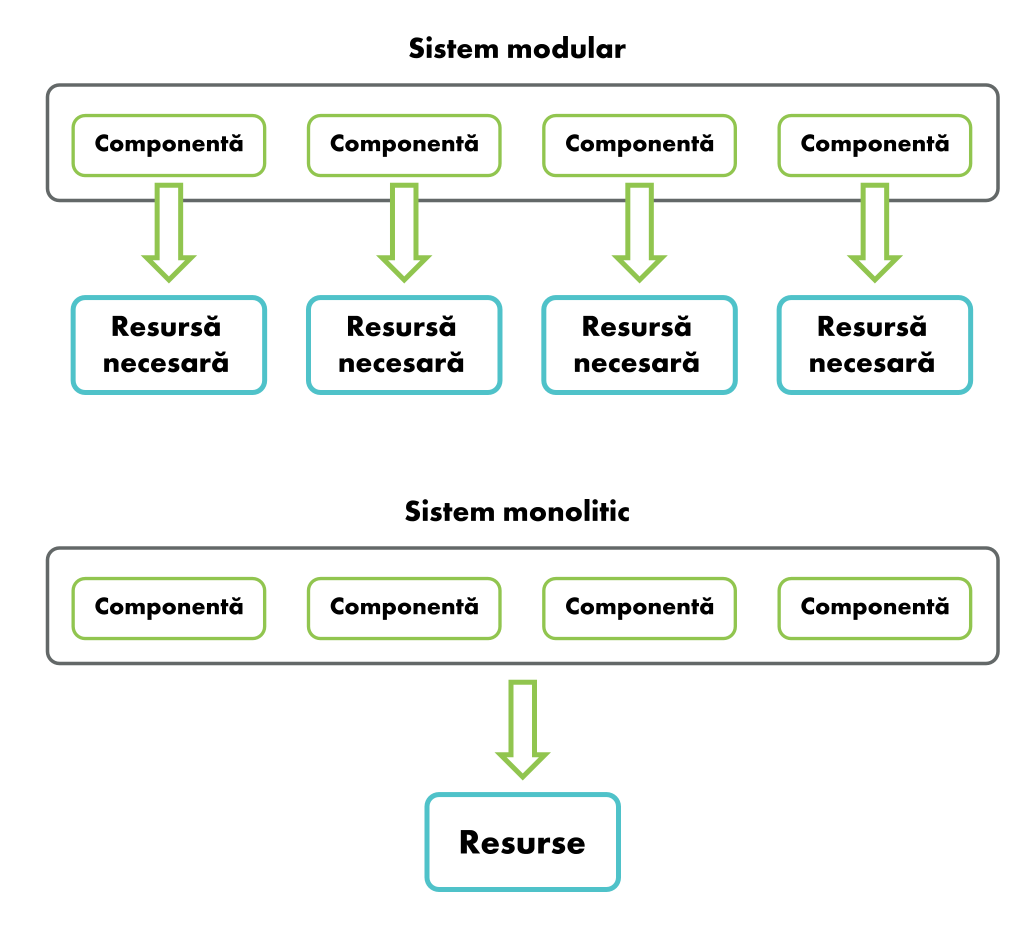 Sistem modular
Componentă Componentă Componentă Componentă
Resursă Resursă Resursă Resursă
necesară necesară necesară necesară
Sistem monolitic
Componentă Componentă Componentă Componentă
Resurse